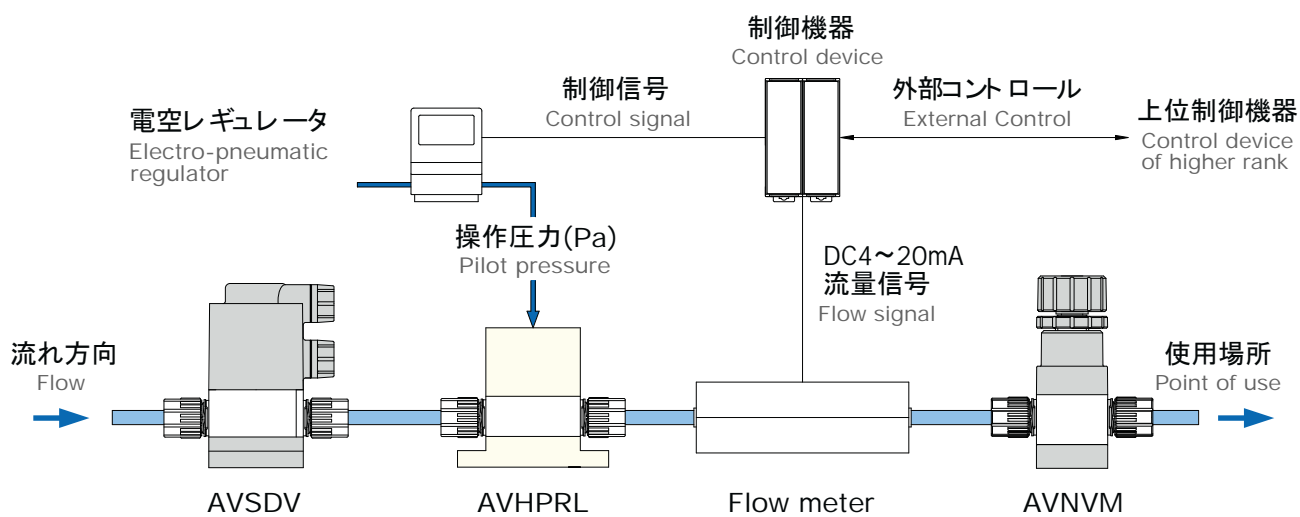 制御機器
Control device
制御信号
Control signal
外部コントロール
External Control
電空レギュレータ
Electro-pneumatic
regulator
上位制御機器
Control device
of higher rank
操作圧力(Pa)
Pilot pressure
DC4～20mA
流量信号
Flow signal
流れ方向
Flow
使用場所
Point of use
AVSDV
AVHPRL
Flow meter
AVNVM